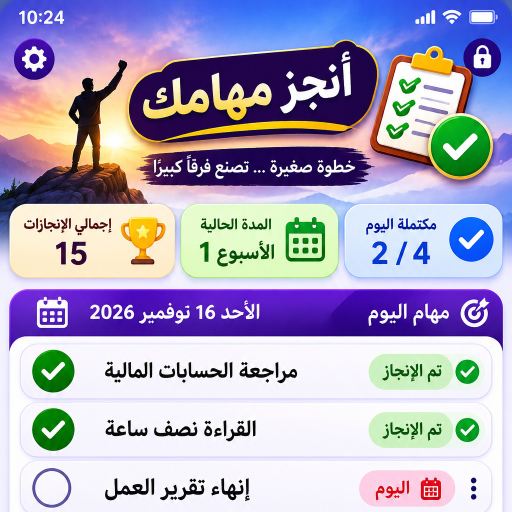 10:24
أنجز مهامك
خطوة صغيرة ... تصنع فرقاً كبيرًا
مكتملة اليوم
2 / 4
المدة الحالية
الأسبوع 1
إجمالي الإنجازات
15
مهام اليوم
الأحد 16 نوفمبر 2026
مراجعة الحسابات المالية
تم الإنجاز
القراءة نصف ساعة
تم الإنجاز
إنهاء تقرير العمل
اليوم